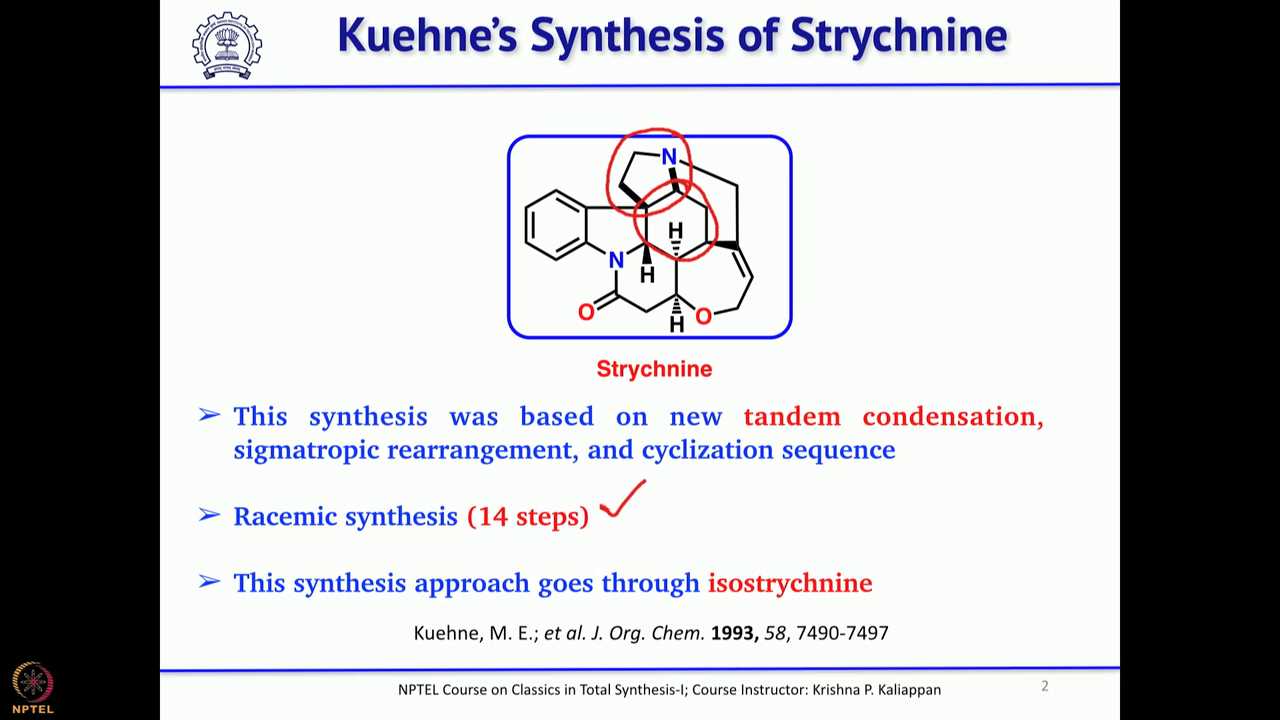 Kuehne's Synthesis of Strychnine
N
H
N
H
O
H
O
Strychnine
➢ This synthesis was based on new tandem condensation,
sigmatropic rearrangement, and cyclization sequence
➢ Racemic synthesis (14 steps)
➢ This synthesis approach goes through isostrychnine
Kuehne, M. E.; et al. J. Org. Chem. 1993, 58, 7490-7497
NPTEL Course on Classics in Total Synthesis-I; Course Instructor: Krishna P. Kaliappan
2
NPTEL